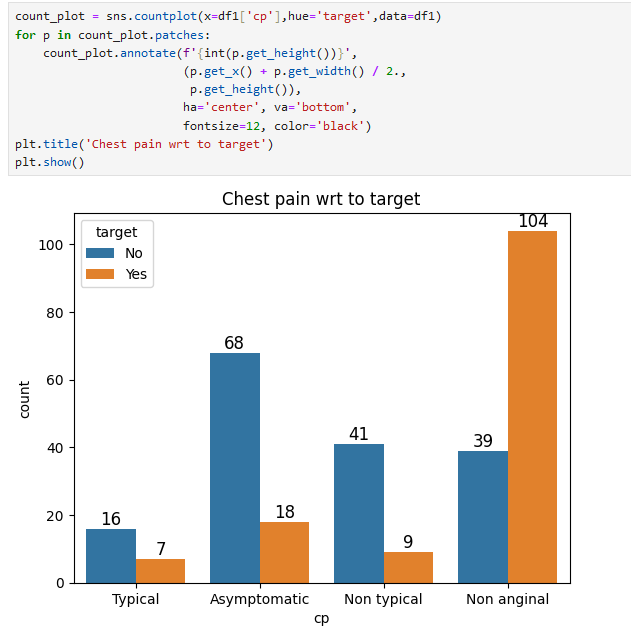 count_plot = sns.countplot(x=df1['cp'],hue='target',data=df1)
for p in count_plot.patches:
    count_plot.annotate(f'{int(p.get_height())}',
                        (p.get_x() + p.get_width() / 2.,
                         p.get_height()),
                        ha='center', va='bottom',
                        fontsize=12, color='black')
plt.title('Chest pain wrt to target')
plt.show()
Chest pain wrt to target
target
No
Yes
100
80
60
40
20
0
count
16
7
68
18
41
9
39
104
Typical
Asymptomatic
Non typical
Non anginal
cp